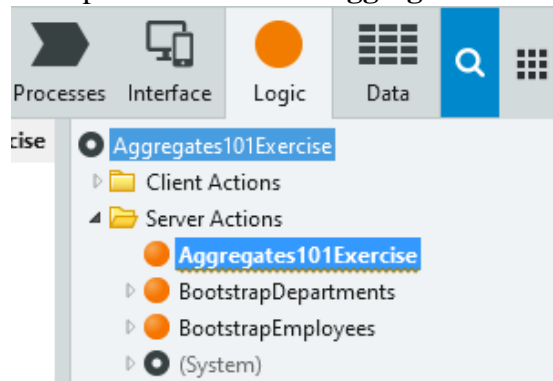 Processes Interface Logic Data
cise
Aggregates101Exercise
Client Actions
Server Actions
Aggregates101Exercise
BootstrapDepartments
BootstrapEmployees
(System)